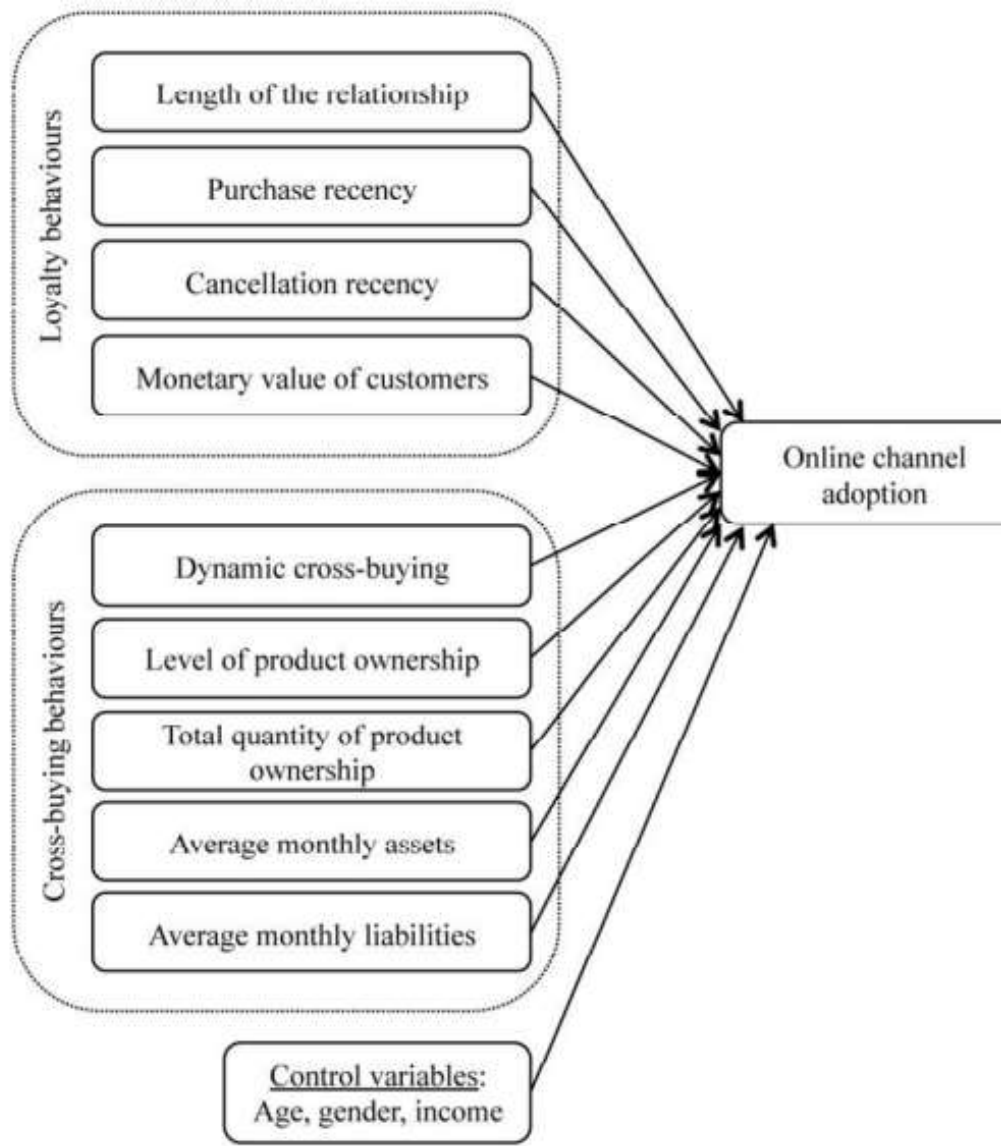 Loyalty behaviours
Length of the relationship
Purchase recency
Cancellation recency
Monetary value of customers
Online channel
adoption
Cross-buying behaviours
Dynamic cross-buying
Level of product ownership
Total quantity of product
ownership
Average monthly assets
Average monthly liabilities
Control variables:
Age, gender, income